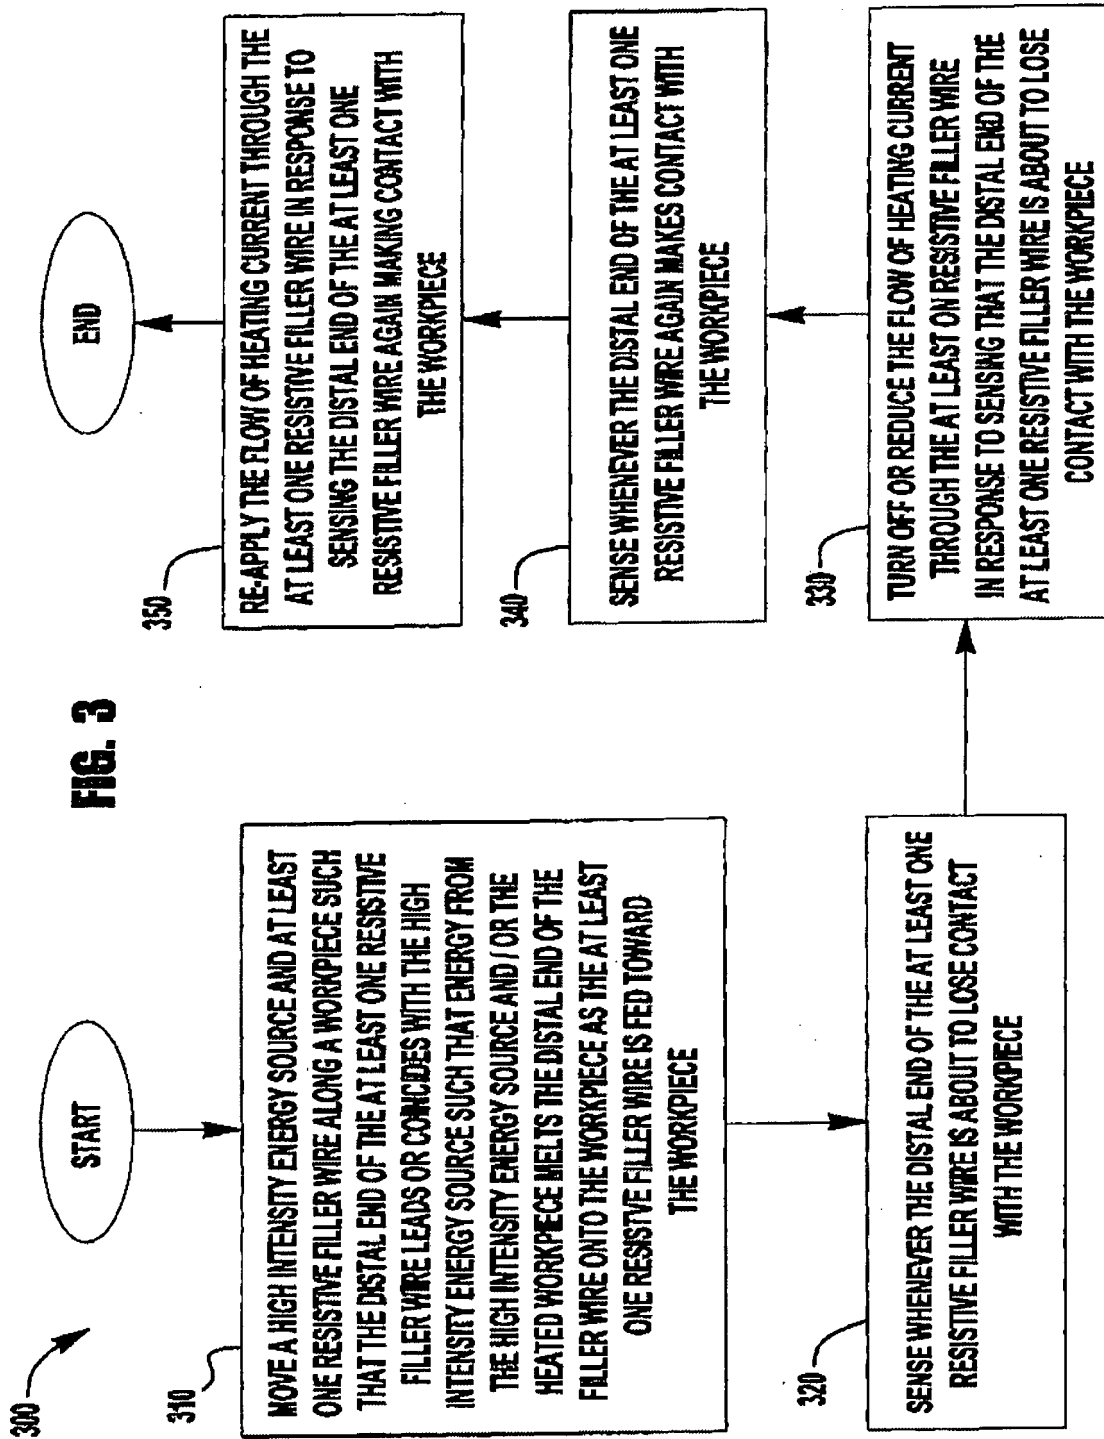 FIG. 3
300
START
310
MOVE A HIGH INTENSITY ENERGY SOURCE AND AT LEAST
ONE RESISTIVE FILLER WIRE ALONG A WORKPIECE SUCH
THAT THE DISTAL END OF THE AT LEAST ONE RESISTIVE
FILLER WIRE LEADS OR COINCIDES WITH THE HIGH
INTENSITY ENERGY SOURCE SUCH THAT ENERGY FROM
THE HIGH INTENSITY ENERGY SOURCE AND / OR THE
HEATED WORKPIECE MELTS THE DISTAL END OF THE
FILLER WIRE ONTO THE WORKPIECE AS THE AT LEAST
ONE RESISTVE FILLER WIRE IS FED TOWARD
THE WORKPIECE
320
SENSE WHENEVER THE DISTAL END OF THE AT LEAST ONE
RESISTIVE FILLER WIRE IS ABOUT TO LOSE CONTACT
WITH THE WORKPIECE
330
TURN OFF OR REDUCE THE FLOW OF HEATING CURRENT
THROUGH THE AT LEAST ON RESISTIVE FILLER WIRE
IN RESPONSE TO SENSING THAT THE DISTAL END OF THE
AT LEAST ONE RESISTIVE FILLER WIRE IS ABOUT TO LOSE
CONTACT WITH THE WORKPIECE
340
SENSE WHENEVER THE DISTAL END OF THE AT LEAST ONE
RESISTIVE FILLER WIRE AGAIN MAKES CONTACT WITH
THE WORKPIECE
350
RE-APPLY THE FLOW OF HEATING CURRENT THROUGH THE
AT LEAST ONE RESISTIVE FILLER WIRE IN RESPONSE TO
SENSING THE DISTAL END OF THE AT LEAST ONE
RESISTIVE FILLER WIRE AGAIN MAKING CONTACT WITH
THE WORKPIECE
END